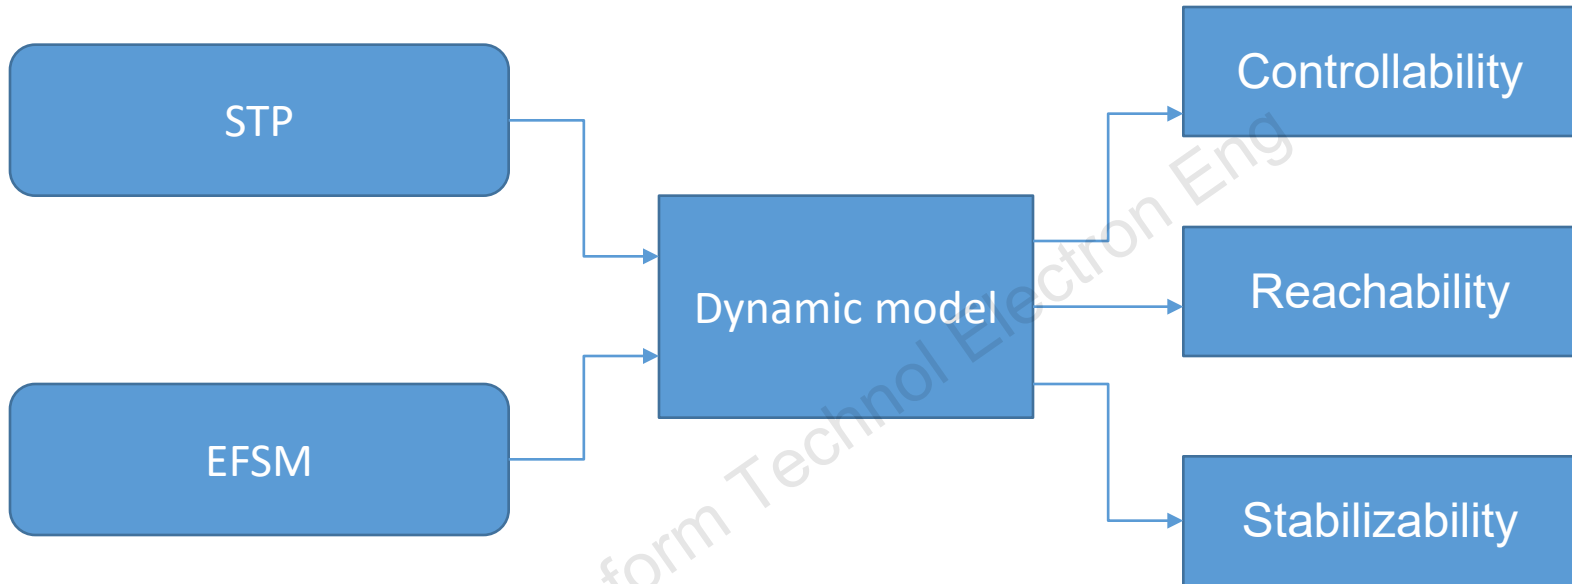 STP
EFSM
Dynamic model
Controllability
Reachability
Stabilizability
form Technol Electron Eng